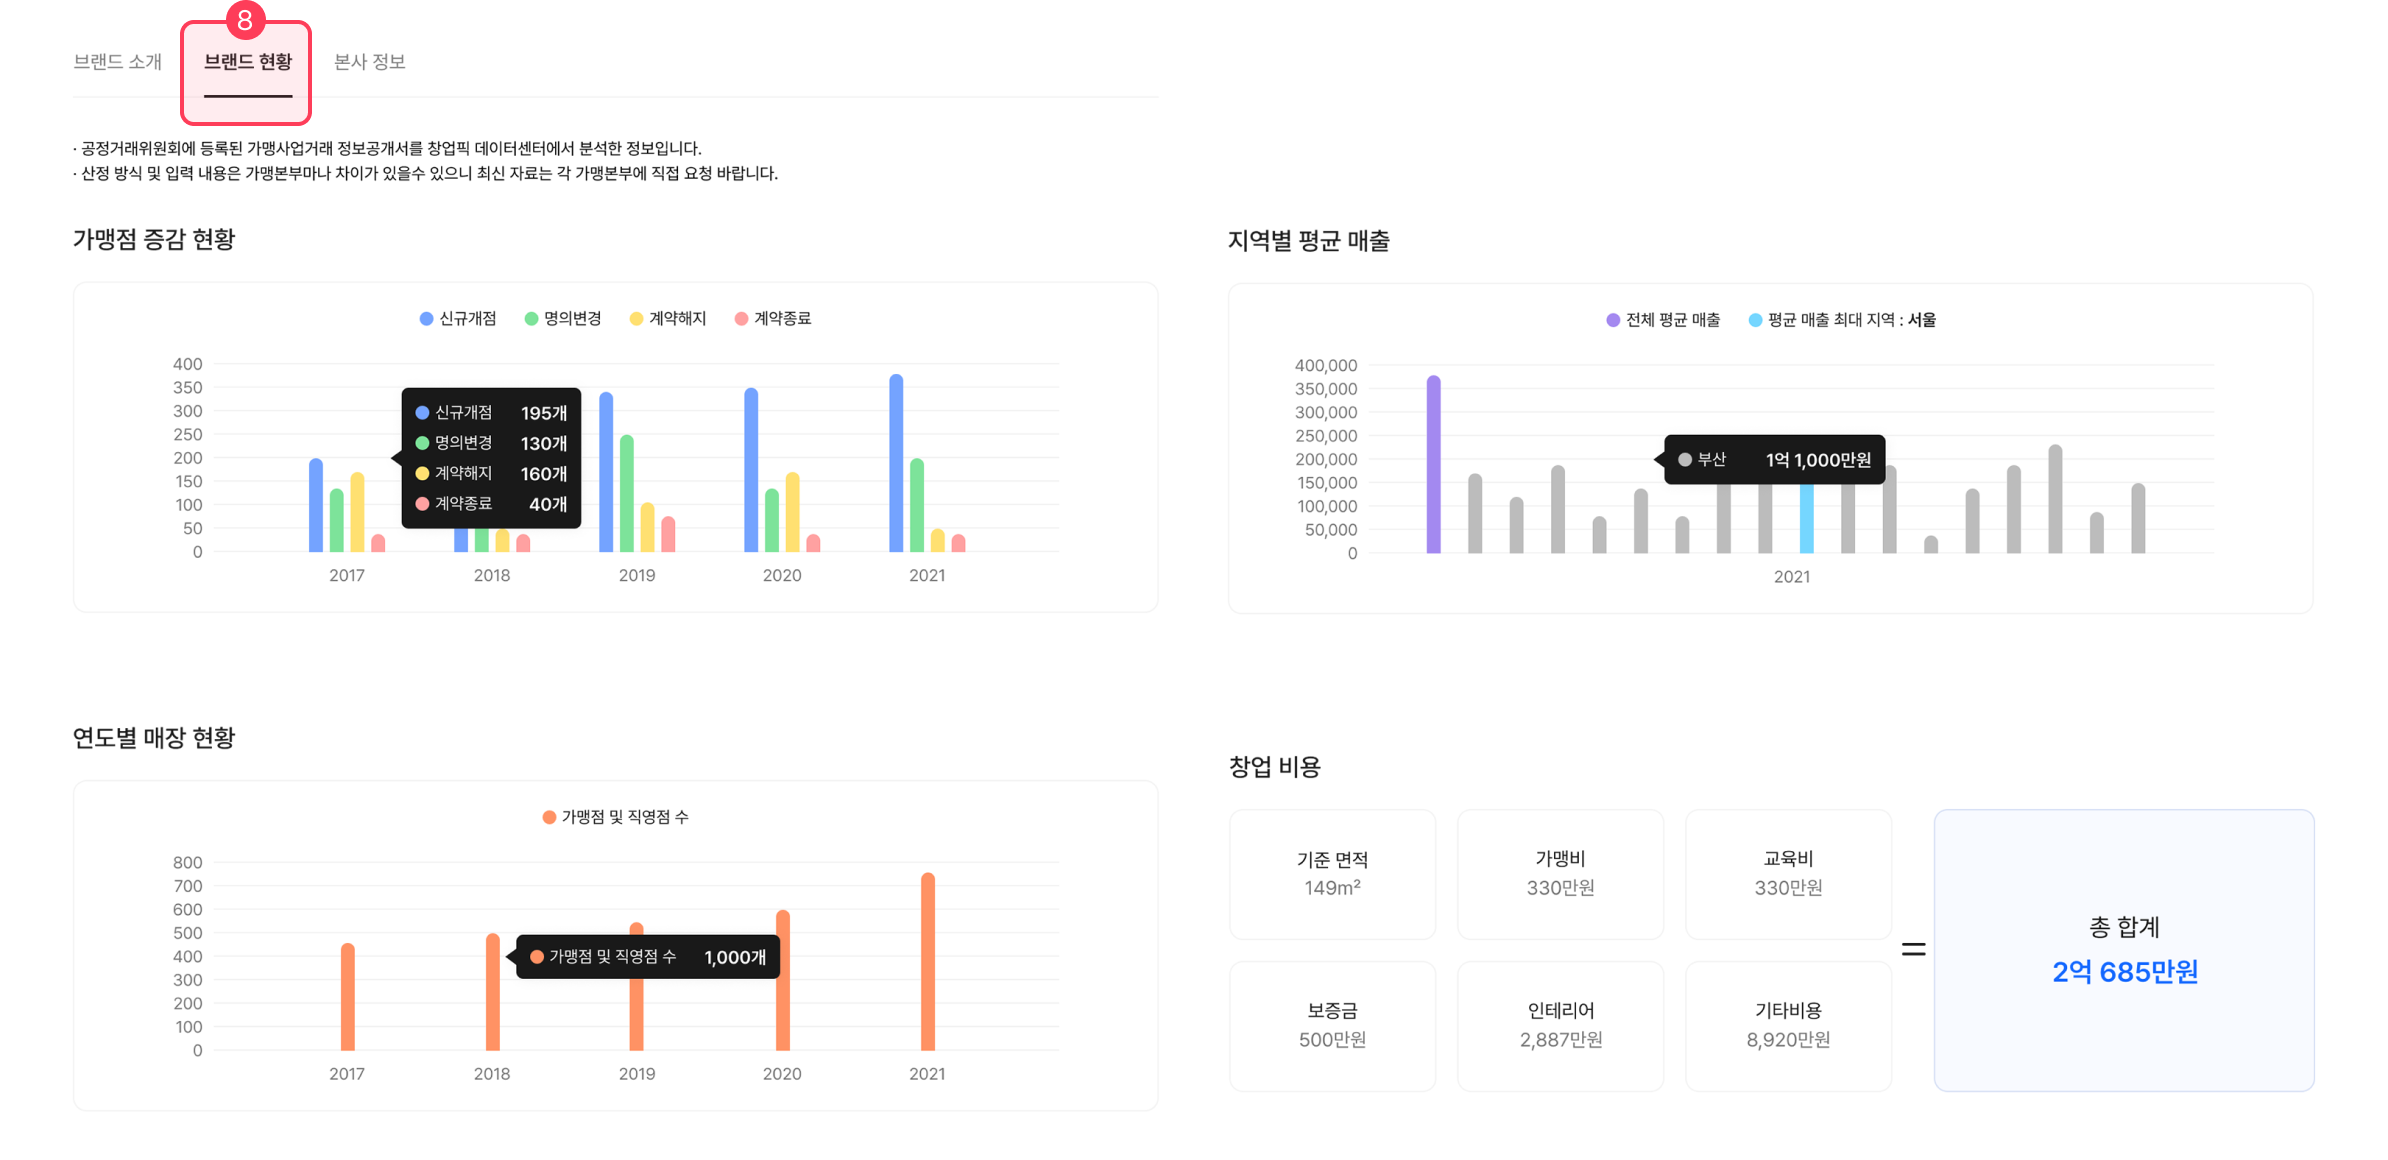 8
브랜드 소개
브랜드 현황
본사 정보
· 공정거래위원회에 등록된 가맹사업거래 정보공개서를 창업픽 데이터센터에서 분석한 정보입니다.
· 산정 방식 및 입력 내용은 가맹본부마나 차이가 있을수 있으니 최신 자료는 각 가맹본부에 직접 요청 바랍니다.
가맹점 증감 현황
신규개점
명의변경
계약해지
계약종료
400
350
300
250
200
150
100
50
0
신규개점 195개
명의변경 130개
계약해지 160개
계약종료 40개
2017
2018
2019
2020
2021
지역별 평균 매출
전체 평균 매출
평균 매출 최대 지역 : 서울
400,000
350,000
300,000
250,000
200,000
150,000
100,000
50,000
0
부산 1억 1,000만원
2021
연도별 매장 현황
가맹점 및 직영점 수
800
700
600
500
400
300
200
100
0
가맹점 및 직영점 수 1,000개
2017
2018
2019
2020
2021
창업 비용
기준 면적
149m²
가맹비
330만원
교육비
330만원
보증금
500만원
인테리어
2,887만원
기타비용
8,920만원
=
총 합계
2억 685만원